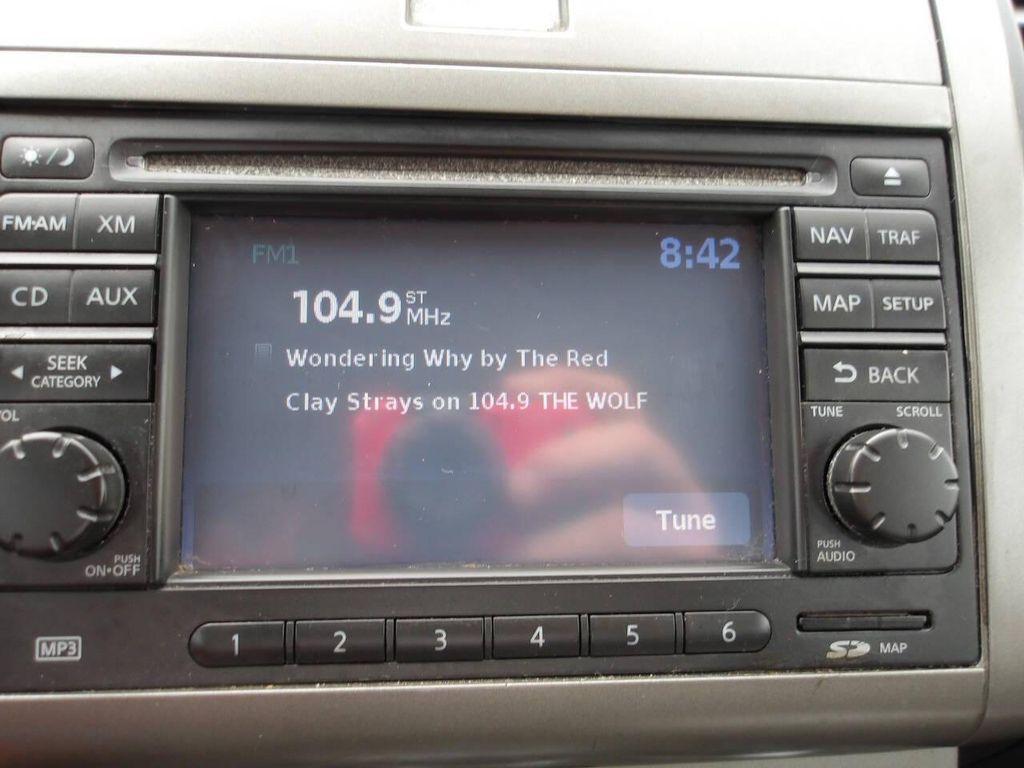 FM·AM XM
CD AUX
SEEK
CATEGORY
VOL
PUSH
ON•OFF
FM1 8:42
104.9 ST MHz
Wondering Why by The Red
Clay Strays on 104.9 THE WOLF
Tune
NAV TRAF
MAP SETUP
BACK
TUNE SCROLL
PUSH
AUDIO
MP3
1 2 3 4 5 6
SD MAP